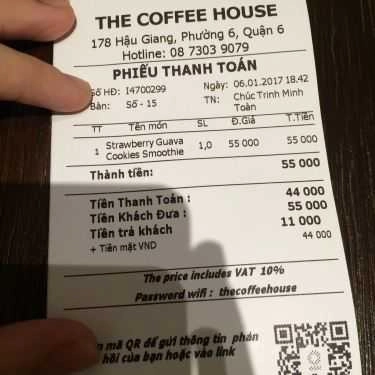 THE COFFEE HOUSE
178 Hậu Giang, Phường 6, Quận 6
Hotline: 08 7303 9079
PHIẾU THANH TOÁN
Số HĐ: I4700299 Ngày: 06.01.2017 18.42
Bàn: Số - 15 TN: Chúc Trinh Minh Toàn
TT Tên món SL Đ.Giá T.Tiền
1 Strawberry Guava Cookies Smoothie 1,0 55 000 55 000
Thành tiền: 55 000
Tiền Thanh Toán : 44 000
Tiền Khách Đưa : 55 000
Tiền trả khách 11 000
+ Tiền mặt VND 44 000
The price includes VAT 10%
Password wifi : thecoffeehouse
mã QR để gửi thông tin phản
hồi của bạn hoặc vào link